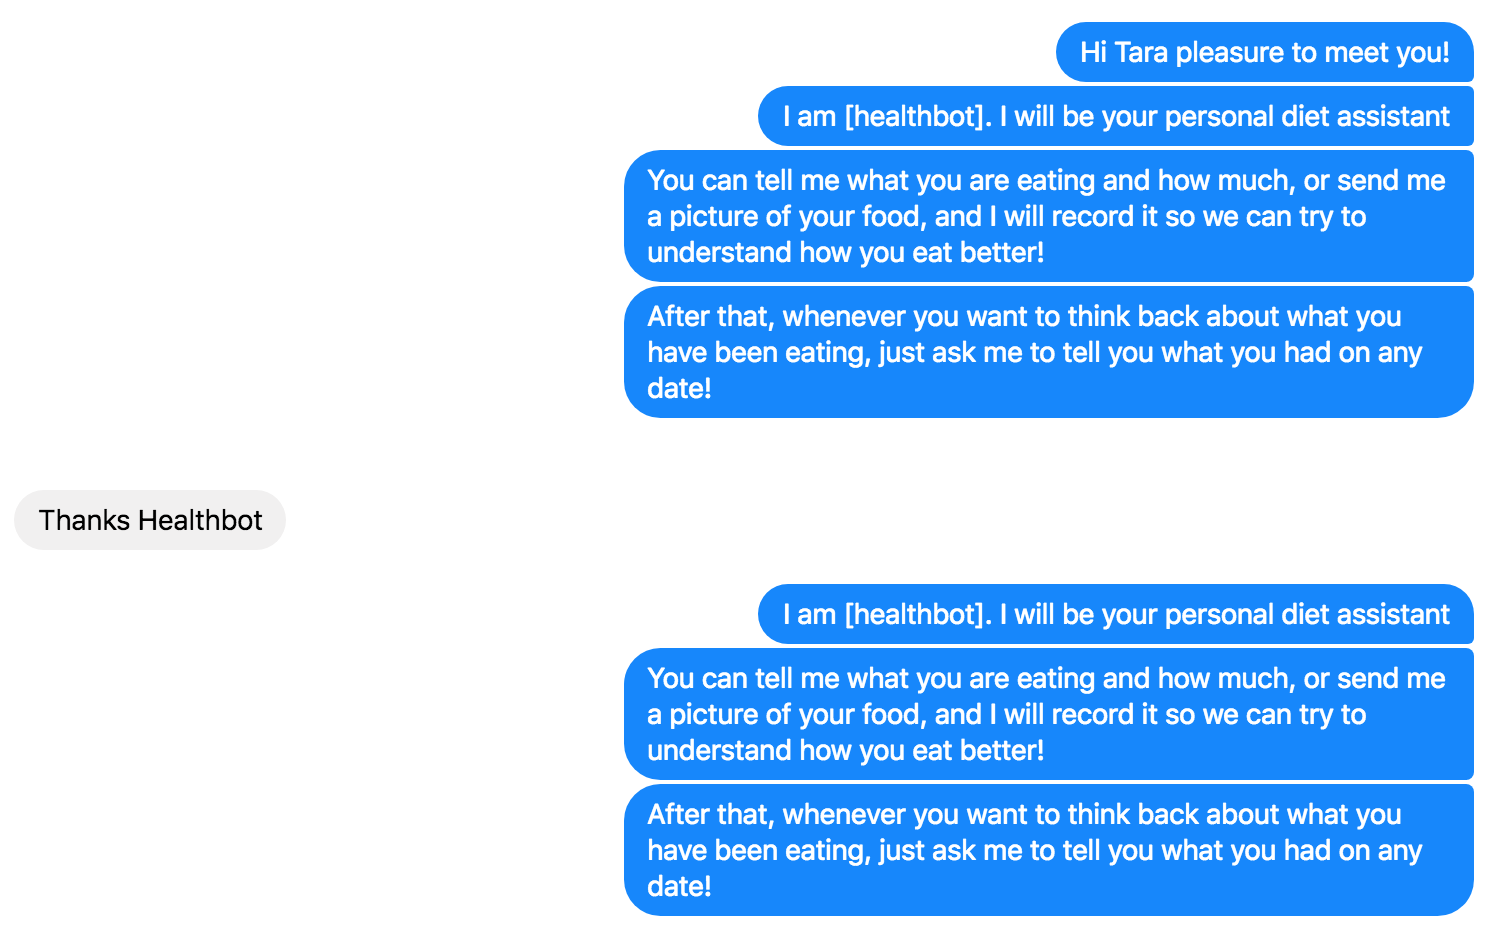 Hi Tara pleasure to meet you!
I am [healthbot]. I will be your personal diet assistant
You can tell me what you are eating and how much, or send me
a picture of your food, and I will record it so we can try to
understand how you eat better!
After that, whenever you want to think back about what you
have been eating, just ask me to tell you what you had on any
date!
Thanks Healthbot
I am [healthbot]. I will be your personal diet assistant
You can tell me what you are eating and how much, or send me
a picture of your food, and I will record it so we can try to
understand how you eat better!
After that, whenever you want to think back about what you
have been eating, just ask me to tell you what you had on any
date!